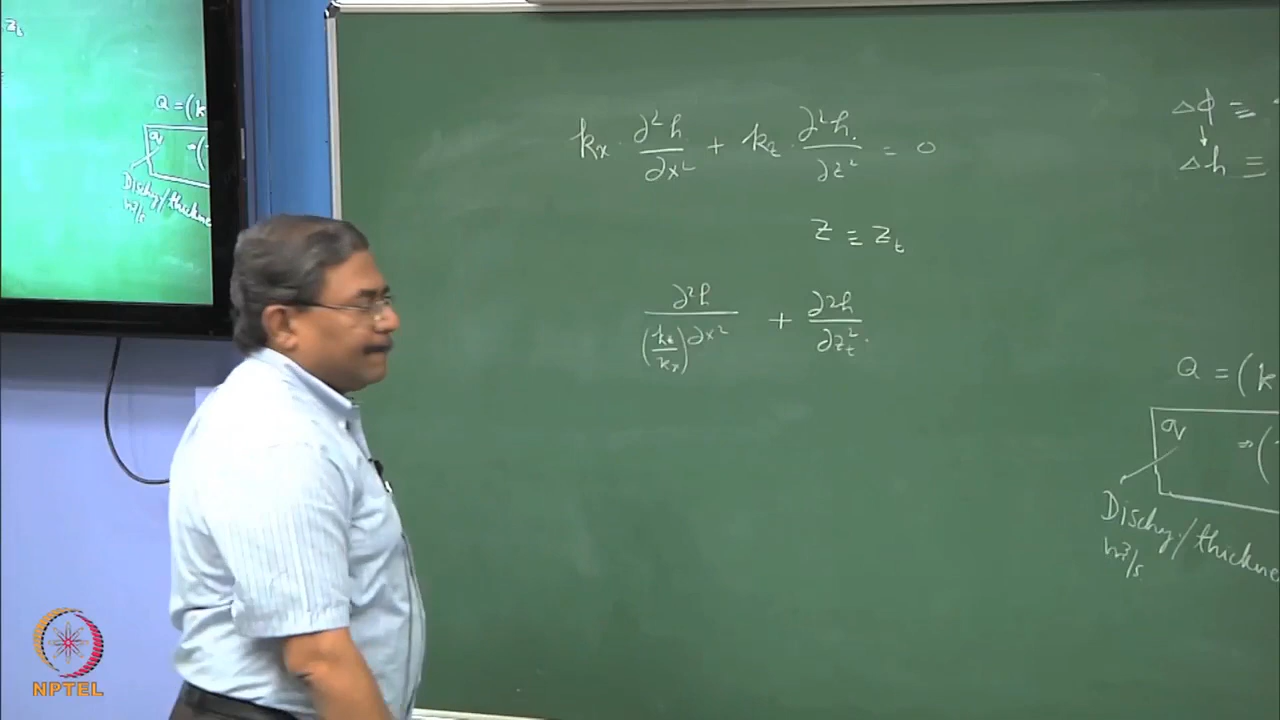 kx · ∂²h/∂x² + kz · ∂²h/∂z² = 0
z ≡ zt
∂²h/(kz/kx)∂x² + ∂²h/∂zt²
Δφ ≡
↓
Δh ≡
Q = (k
q ⇒ (
Dischg./thickne
m³/s
zt
Q = (k
q ⇒(
Dischg/thickne
m³/s
NPTEL